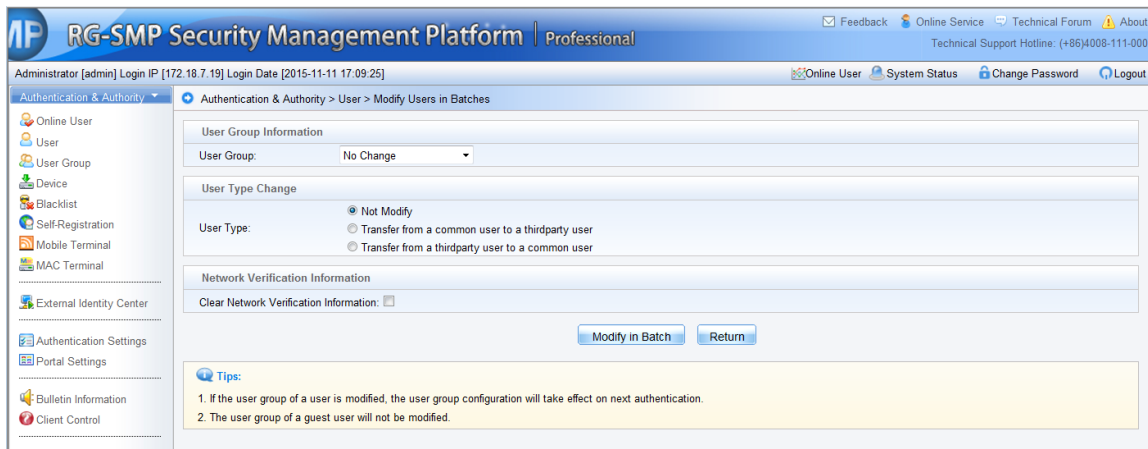 MP RG-SMP Security Management Platform | Professional
Feedback Online Service Technical Forum About
Technical Support Hotline: (+86)4008-111-000
Administrator [admin] Login IP [172.18.7.19] Login Date [2015-11-11 17:09:25] Online User System Status Change Password Logout
Authentication & Authority
Online User
User
User Group
Device
Blacklist
Self-Registration
Mobile Terminal
MAC Terminal
External Identity Center
Authentication Settings
Portal Settings
Bulletin Information
Client Control
Authentication & Authority > User > Modify Users in Batches
User Group Information
User Group: No Change
User Type Change
User Type:
Not Modify
Transfer from a common user to a thirdparty user
Transfer from a thirdparty user to a common user
Network Verification Information
Clear Network Verification Information:
Modify in Batch Return
Tips:
1. If the user group of a user is modified, the user group configuration will take effect on next authentication.
2. The user group of a guest user will not be modified.